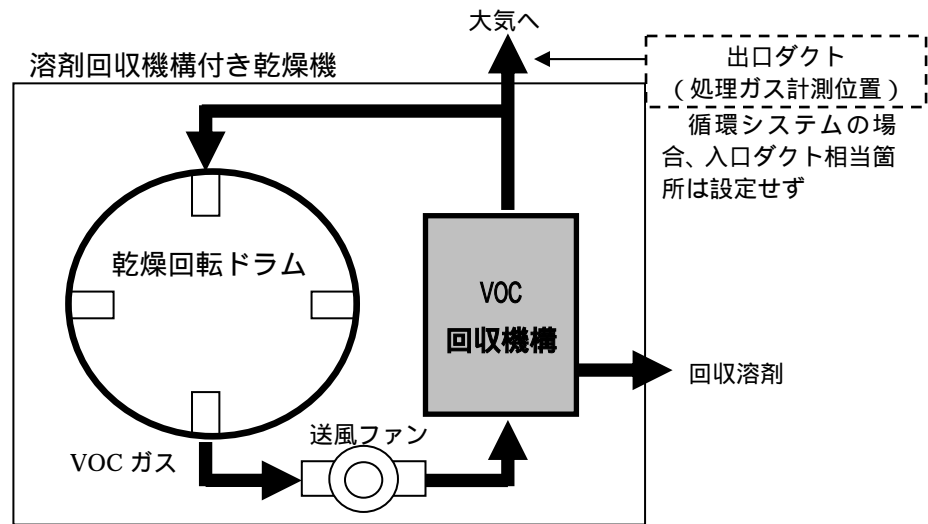 大気へ
溶剤回収機構付き乾燥機
出口ダクト
（処理ガス計測位置）
循環システムの場
合、入口ダクト相当箇
所は設定せず
乾燥回転ドラム
VOC
回収機構
回収溶剤
送風ファン
VOC ガス